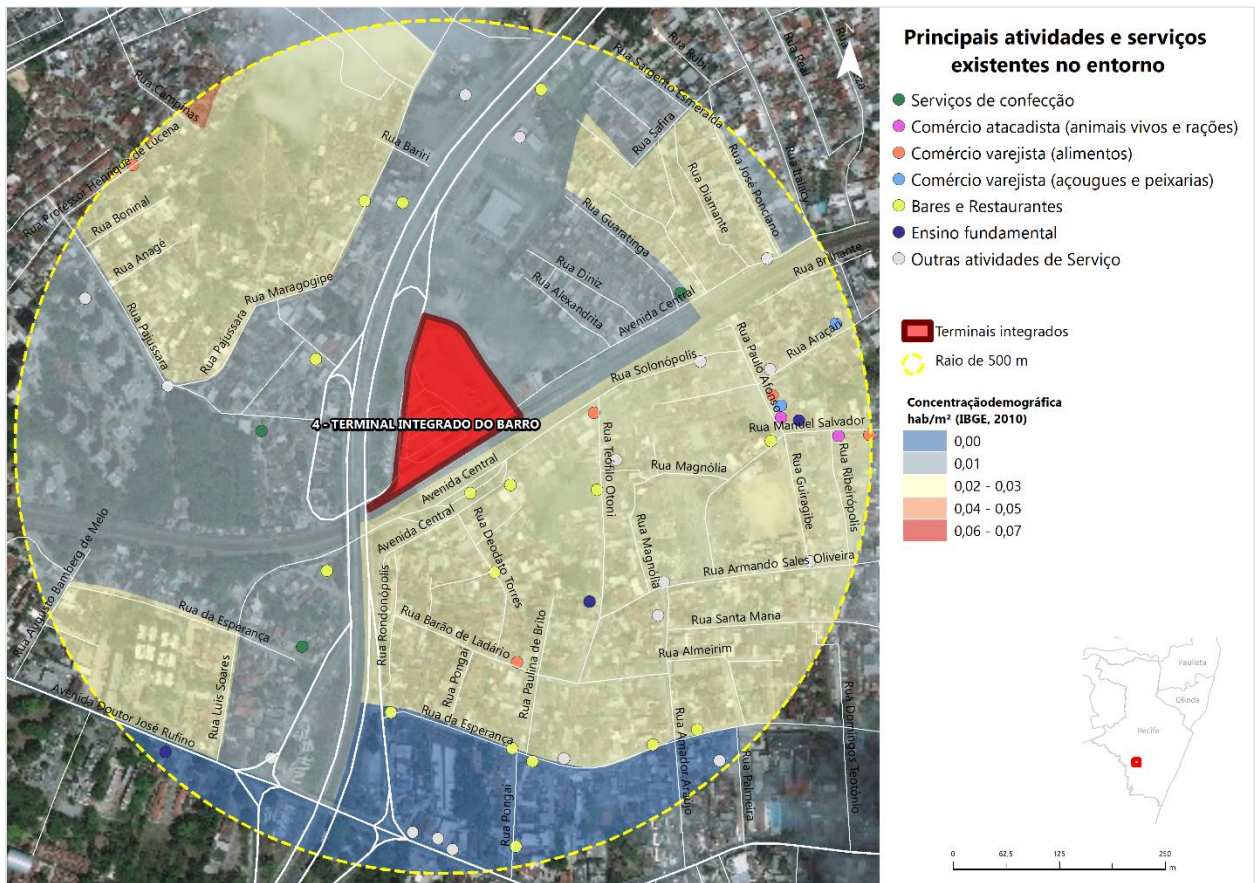 Principais atividades e serviços
existentes no entorno
Serviços de confecção
Comércio atacadista (animais vivos e rações)
Comércio varejista (alimentos)
Comércio varejista (açougues e peixarias)
Bares e Restaurantes
Ensino fundamental
Outras atividades de Serviço
Terminais integrados
Raio de 500 m
Concentraçãodemográfica
hab/m² (IBGE, 2010)
0,00
0,01
0,02 - 0,03
0,04 - 0,05
0,06 - 0,07
Paulista
Olinda
Recife
0
62,5
125
250
m
Rua Campinas
Rua Professor Henrique de Lucena
Rua Bariri
Rua Boninal
Rua Anagé
Rua Pajussara
Rua Pajussara
Rua Maragogipe
Rua Sargento Esmeralda
Rua Rubi
Rua Real
Rua Safira
Rua Itaiacy
Rua José Ponciano
Rua Diamante
Rua Guaratinga
Rua Diniz
Rua Alexandrita
Avenida Central
Rua Brilhante
Rua Araçari
Rua Solonópolis
Rua Paulo Afonso
4 - TERMINAL INTEGRADO DO BARRO
Rua Manuel Salvador
Rua Teófilo Otoni
Rua Magnólia
Rua Guiragibe
Rua Ribeirópolis
Avenida Central
Avenida Central
Rua Deodato Torres
Rua Magnólia
Rua Armando Sales Oliveira
Rua Augusto Bamberg de Melo
Rua da Esperança
Rua Rondonópolis
Rua Barão de Ladário
Rua Paulina de Brito
Rua Santa Maria
Rua Almeirim
Rua Pongai
Rua Luis Soares
Avenida Doutor José Rufino
Rua da Esperança
Rua Amador Araújo
Rua Palmeira
Rua Domingos Teotônio
Rua Pongai